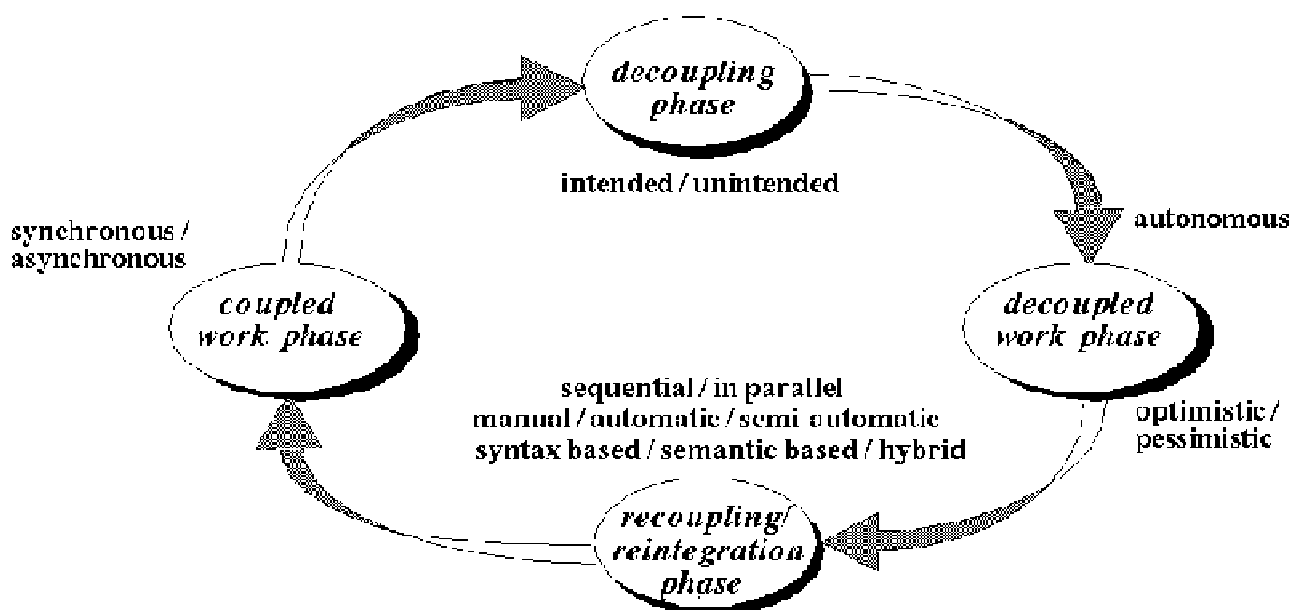 decoupling
phase
intended / unintended
synchronous /
asynchronous
autonomous
coupled
work phase
decoupled
work phase
sequential / in parallel
manual / automatic / semi automatic
syntax based / semantic based / hybrid
optimistic /
pessimistic
recoupling/
reintegration
phase